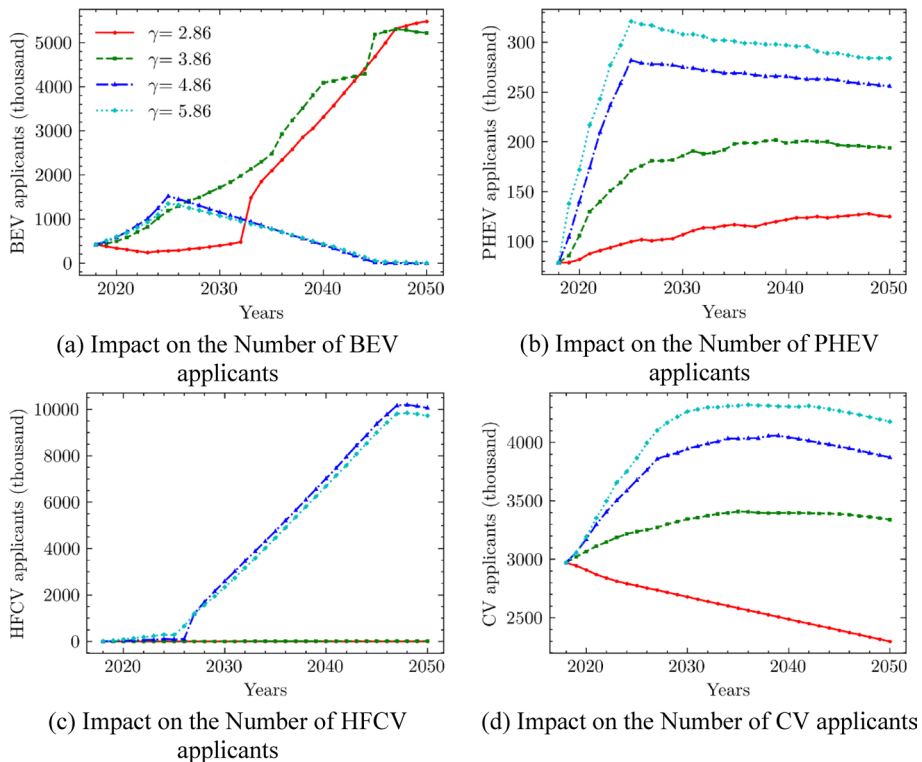 BEV applicants (thousand)
5000
4000
3000
2000
1000
0
γ= 2.86
γ= 3.86
γ= 4.86
γ= 5.86
2020 2030 2040 2050
Years
(a) Impact on the Number of BEV
applicants
PHEV applicants (thousand)
300
250
200
150
100
2020 2030 2040 2050
Years
(b) Impact on the Number of PHEV
applicants
HFCV applicants (thousand)
10000
8000
6000
4000
2000
0
2020 2030 2040 2050
Years
(c) Impact on the Number of HFCV
applicants
CV applicants (thousand)
4000
3500
3000
2500
2020 2030 2040 2050
Years
(d) Impact on the Number of CV applicants